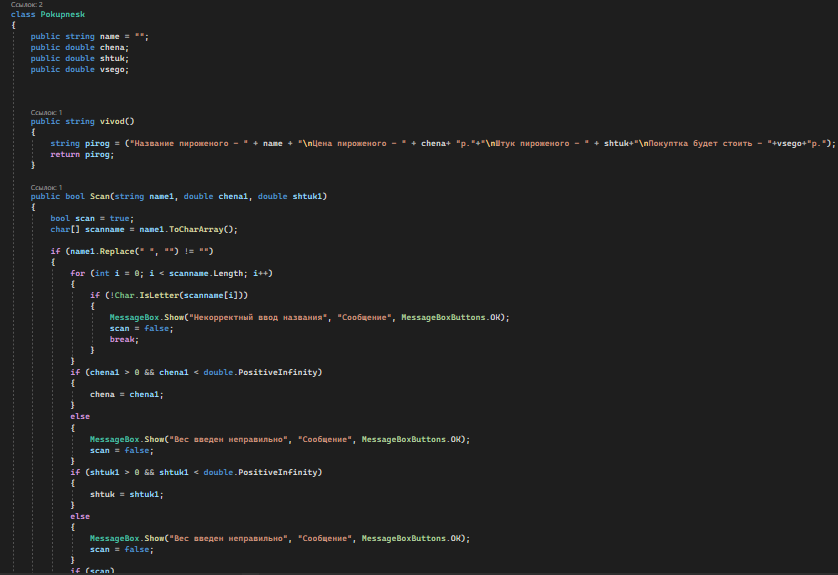 Ссылок: 2
class Pokupnesk
{
public string name = "";
public double chena;
public double shtuk;
public double vsego;
Ссылок: 1
public string vivod()
{
string pirog = ("Название пироженого - " + name + "\nЦена пироженого - " + chena+ "р."+"\nШтук пироженого - " + shtuk+"\nПокуптка будет стоить - "+vsego+"р.");
return pirog;
}
Ссылок: 1
public bool Scan(string name1, double chena1, double shtuk1)
{
bool scan = true;
char[] scanname = name1.ToCharArray();
if (name1.Replace(" ", "") != "")
{
for (int i = 0; i < scanname.Length; i++)
{
if (!Char.IsLetter(scanname[i]))
{
MessageBox.Show("Некорректный ввод названия", "Сообщение", MessageBoxButtons.OK);
scan = false;
break;
}
}
if (chena1 > 0 && chena1 < double.PositiveInfinity)
{
chena = chena1;
}
else
{
MessageBox.Show("Вес введен неправильно", "Сообщение", MessageBoxButtons.OK);
scan = false;
}
if (shtuk1 > 0 && shtuk1 < double.PositiveInfinity)
{
shtuk = shtuk1;
}
else
{
MessageBox.Show("Вес введен неправильно", "Сообщение", MessageBoxButtons.OK);
scan = false;
}
if (scan)